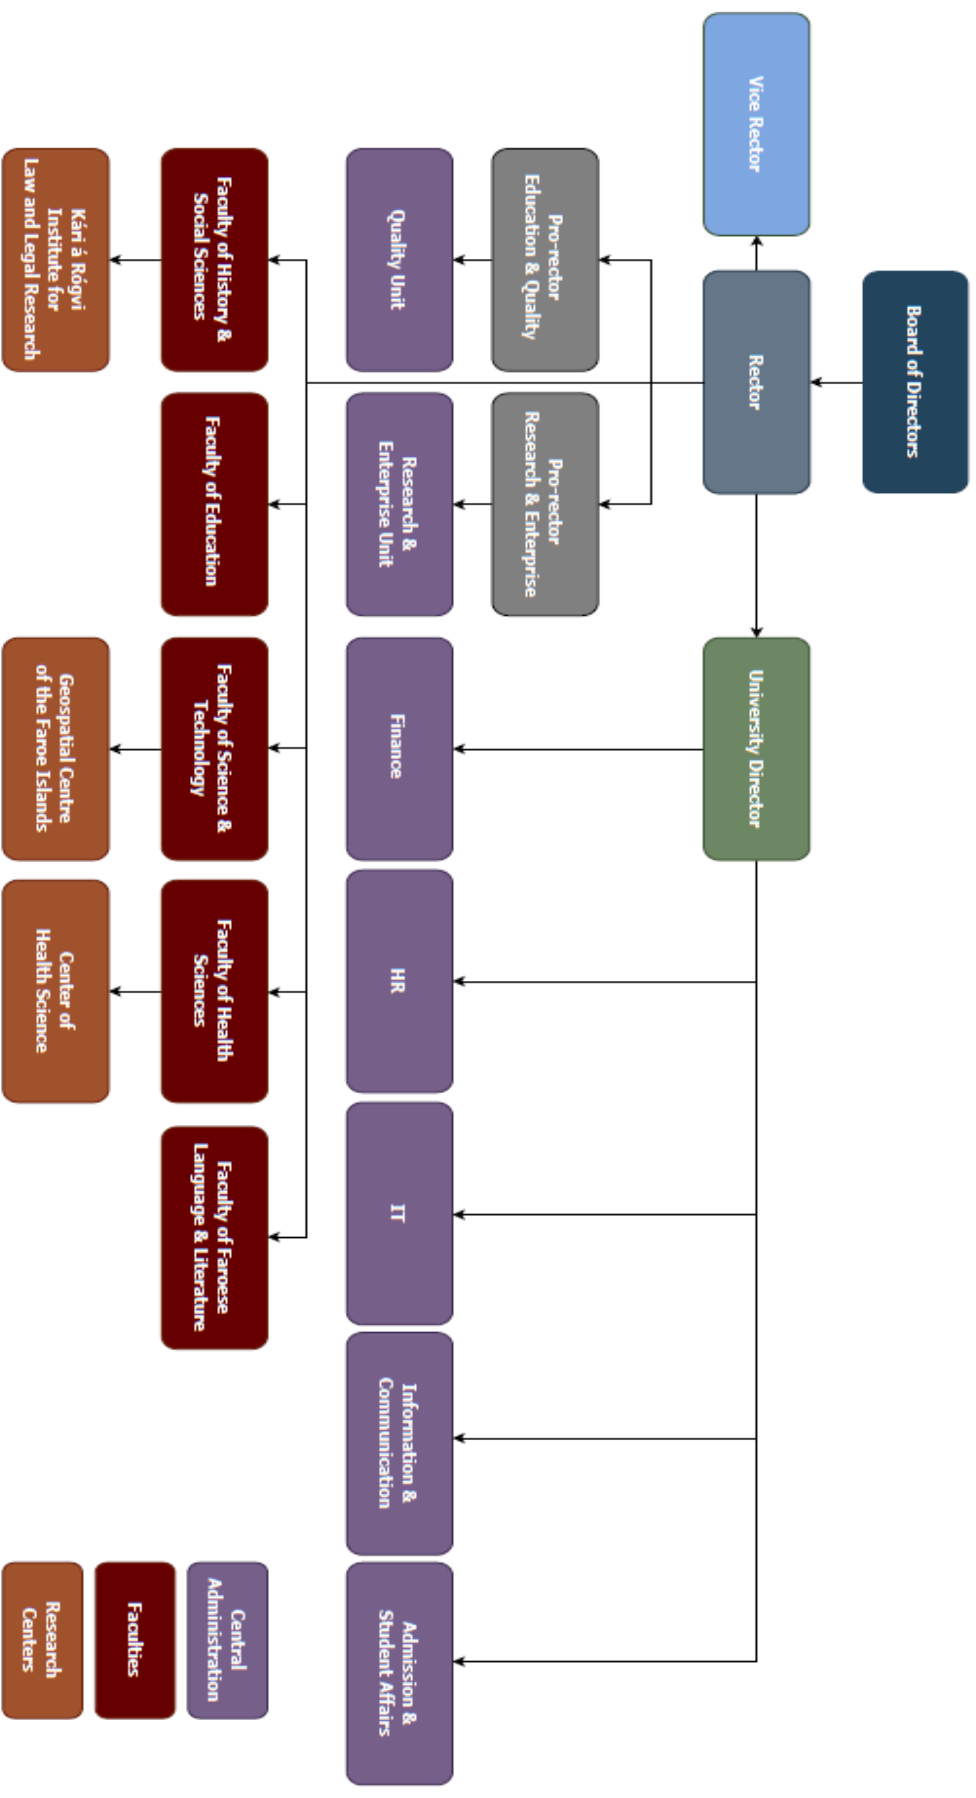 Board of Directors
Vice Rector
Rector
University Director
Pro-rector
Education & Quality
Pro-rector
Research & Enterprise
Quality Unit
Research &
Enterprise Unit
Finance
HR
IT
Information &
Communication
Admission &
Student Affairs
Faculty of History &
Social Sciences
Faculty of Education
Faculty of Science &
Technology
Faculty of Health
Sciences
Faculty of Faroese
Language & Literature
Kári á Rógvi
Institute for
Law and Legal Research
Geospatial Centre
of the Faroe Islands
Center of
Health Science
Central
Administration
Faculties
Research
Centers